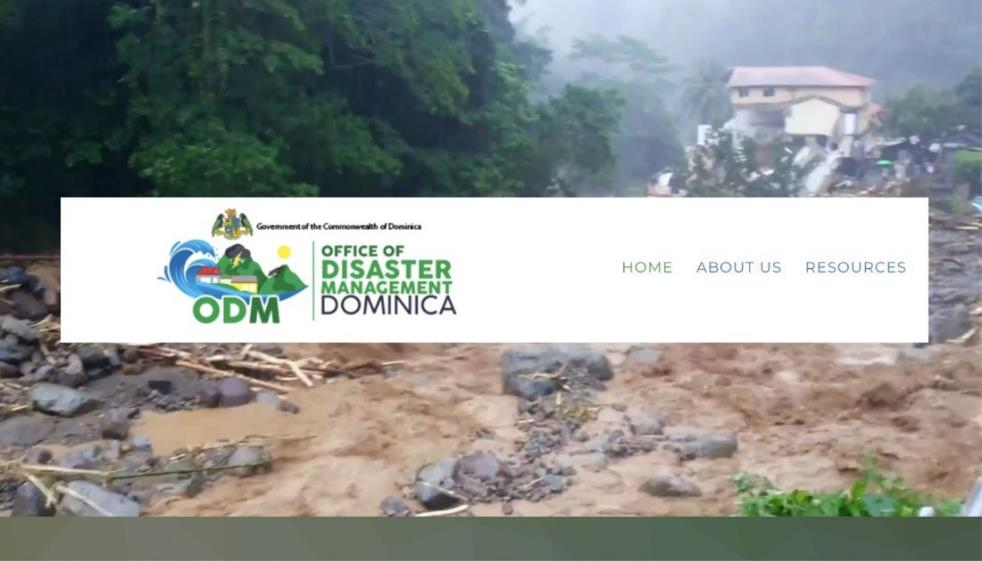 Government of the Commonwealth of Dominica
OFFICE OF
DISASTER
MANAGEMENT
DOMINICA
ODM
HOME ABOUT US RESOURCES